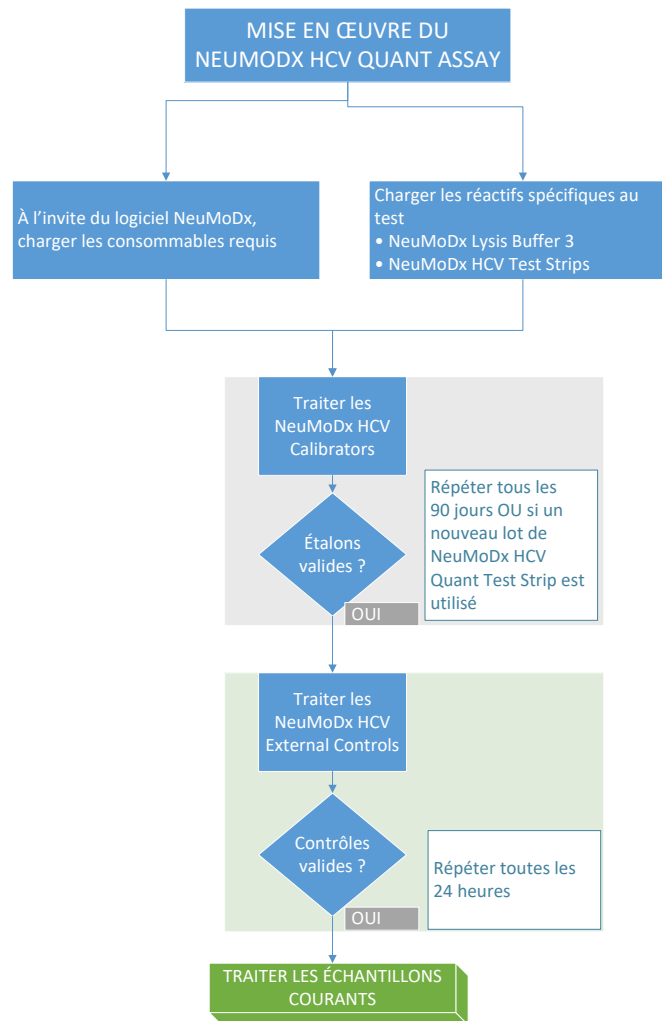 MISE EN ŒUVRE DU
NEUMODX HCV QUANT ASSAY
À l'invite du logiciel NeuMoDx,
charger les consommables requis
Charger les réactifs spécifiques au
test
• NeuMoDx Lysis Buffer 3
• NeuMoDx HCV Test Strips
Traiter les
NeuMoDx HCV
Calibrators
Étalons
valides ?
OUI
Répéter tous les
90 jours OU si un
nouveau lot de
NeuMoDx HCV
Quant Test Strip est
utilisé
Traiter les
NeuMoDx HCV
External Controls
Contrôles
valides ?
OUI
Répéter toutes les
24 heures
TRAITER LES ÉCHANTILLONS
COURANTS